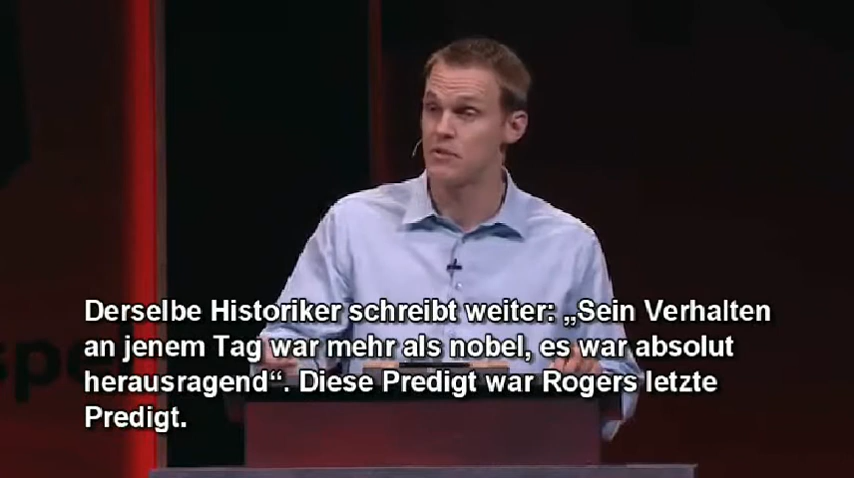 Derselbe Historiker schreibt weiter: „Sein Verhalten
an jenem Tag war mehr als nobel, es war absolut
herausragend“. Diese Predigt war Rogers letzte
Predigt.